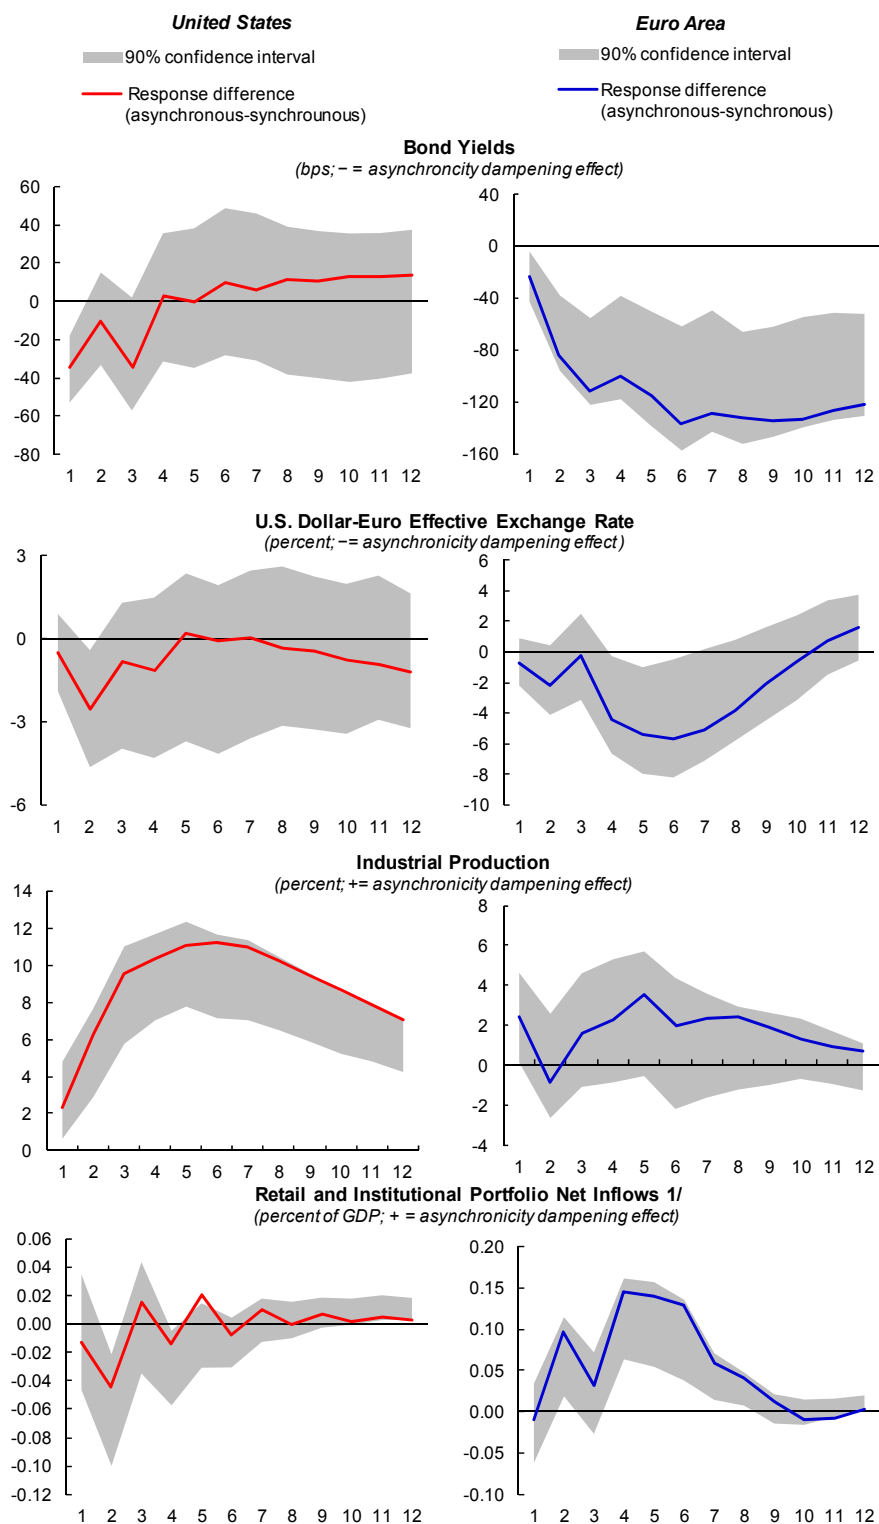 United States
Euro Area
90% confidence interval
90% confidence interval
Response difference
(asynchronous-synchrounous)
Response difference
(asynchronous-synchronous)
Bond Yields
(bps; − = asynchroncity dampening effect)
60
40
20
0
-20
-40
-60
-80
1 2 3 4 5 6 7 8 9 10 11 12
40
0
-40
-80
-120
-160
1 2 3 4 5 6 7 8 9 10 11 12
U.S. Dollar-Euro Effective Exchange Rate
(percent; −= asynchronicity dampening effect )
3
0
-3
-6
1 2 3 4 5 6 7 8 9 10 11 12
6
4
2
0
-2
-4
-6
-8
-10
1 2 3 4 5 6 7 8 9 10 11 12
Industrial Production
(percent; += asynchronicity dampening effect)
14
12
10
8
6
4
2
0
1 2 3 4 5 6 7 8 9 10 11 12
8
6
4
2
0
-2
-4
1 2 3 4 5 6 7 8 9 10 11 12
Retail and Institutional Portfolio Net Inflows 1/
(percent of GDP; + = asynchronicity dampening effect)
0.06
0.04
0.02
0.00
-0.02
-0.04
-0.06
-0.08
-0.10
-0.12
1 2 3 4 5 6 7 8 9 10 11 12
0.20
0.15
0.10
0.05
0.00
-0.05
-0.10
1 2 3 4 5 6 7 8 9 10 11 12